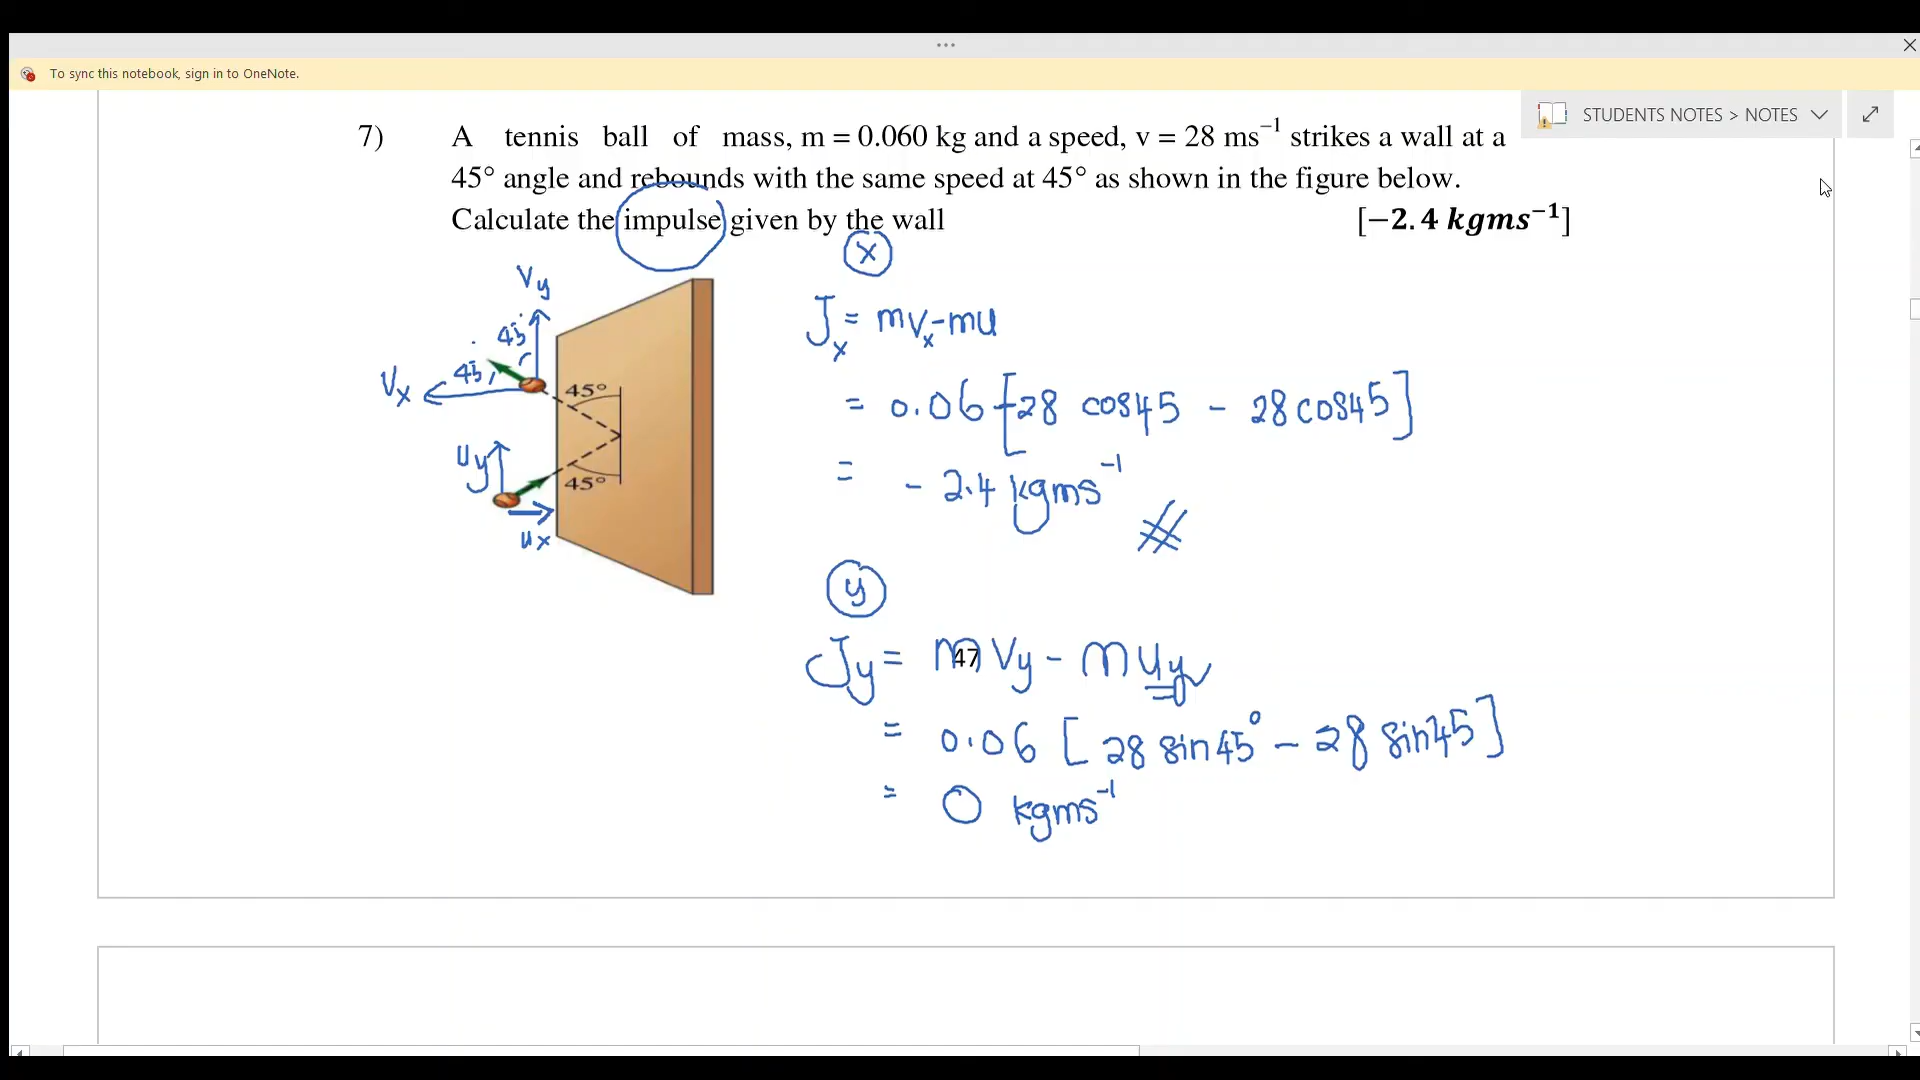 To sync this notebook, sign in to OneNote.
STUDENTS NOTES > NOTES
7) A tennis ball of mass, m = 0.060 kg and a speed, v = 28 ms⁻¹ strikes a wall at a
45° angle and rebounds with the same speed at 45° as shown in the figure below.
Calculate the impulse given by the wall [−2.4 kgms⁻¹]
x
Vy
45
45
Vx
45°
uy
45°
ux
Jx = mVx - mu
= 0.06 [-28 cos45 - 28 cos45]
= - 2.4 kgms⁻¹ #
y
Jy = mVy - muy
47
= 0.06 [28 sin45° - 28 sin45]
= 0 kgms⁻¹